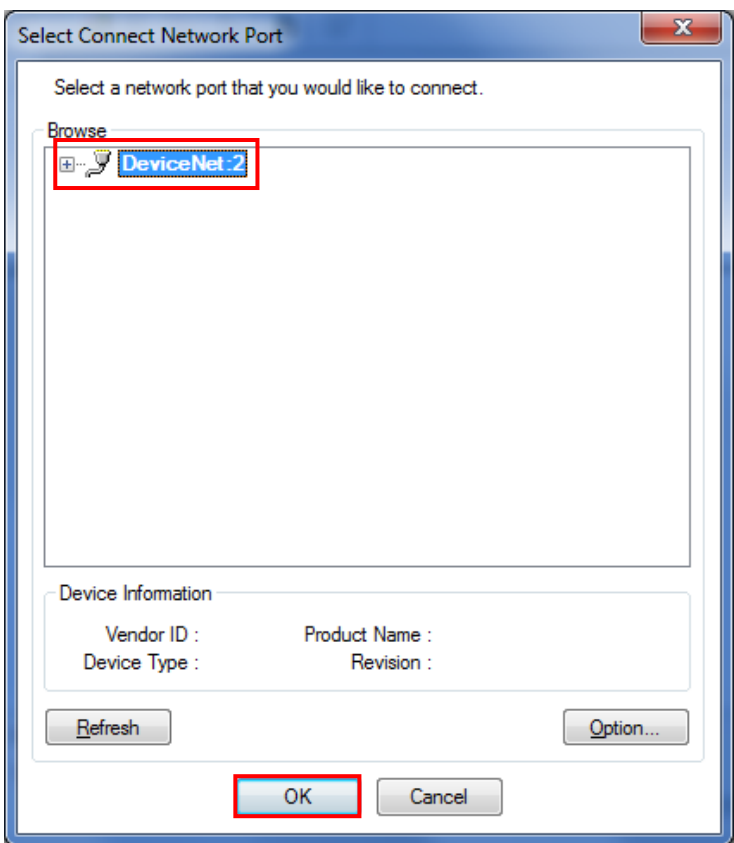 Select Connect Network Port
X
Select a network port that you would like to connect.
Browse
DeviceNet:2
Device Information
Vendor ID : Product Name :
Device Type : Revision :
Refresh Option...
OK Cancel